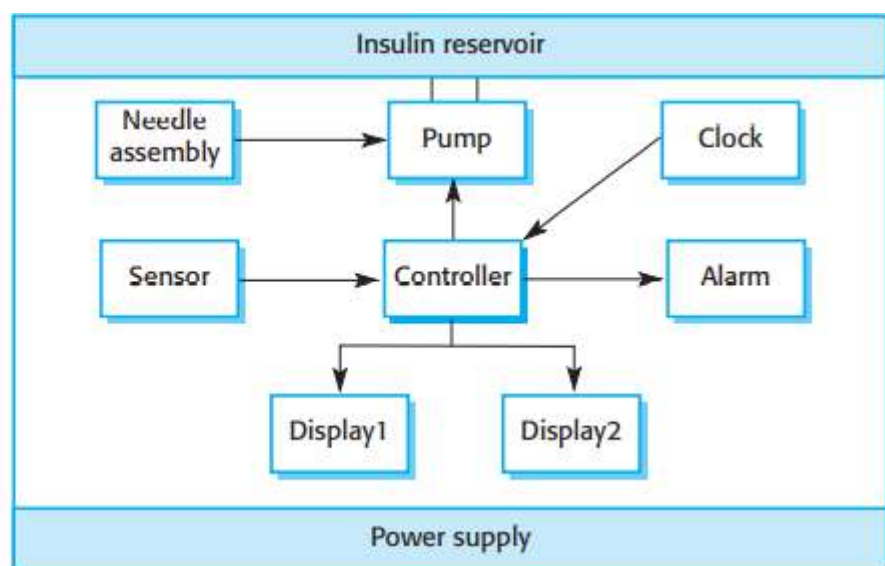 Insulin reservoir
Needle
assembly
Pump
Clock
Sensor
Controller
Alarm
Display1
Display2
Power supply